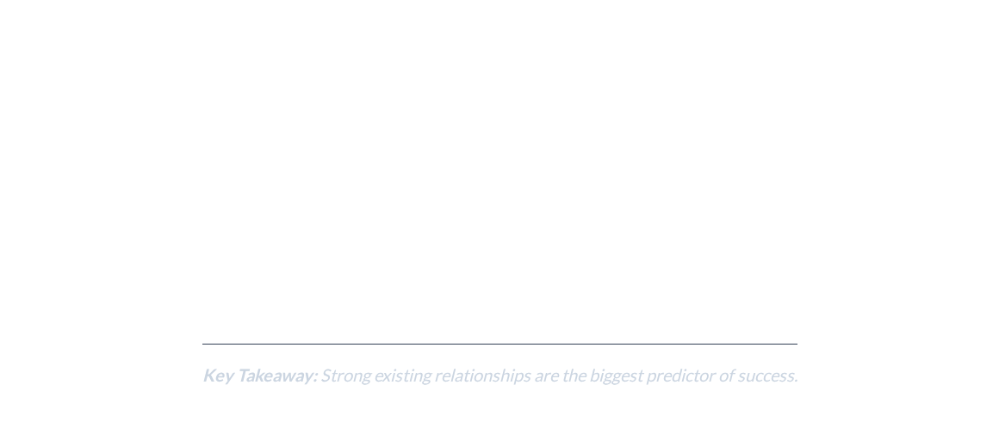 Key Takeaway: Strong existing relationships are the biggest predictor of success.